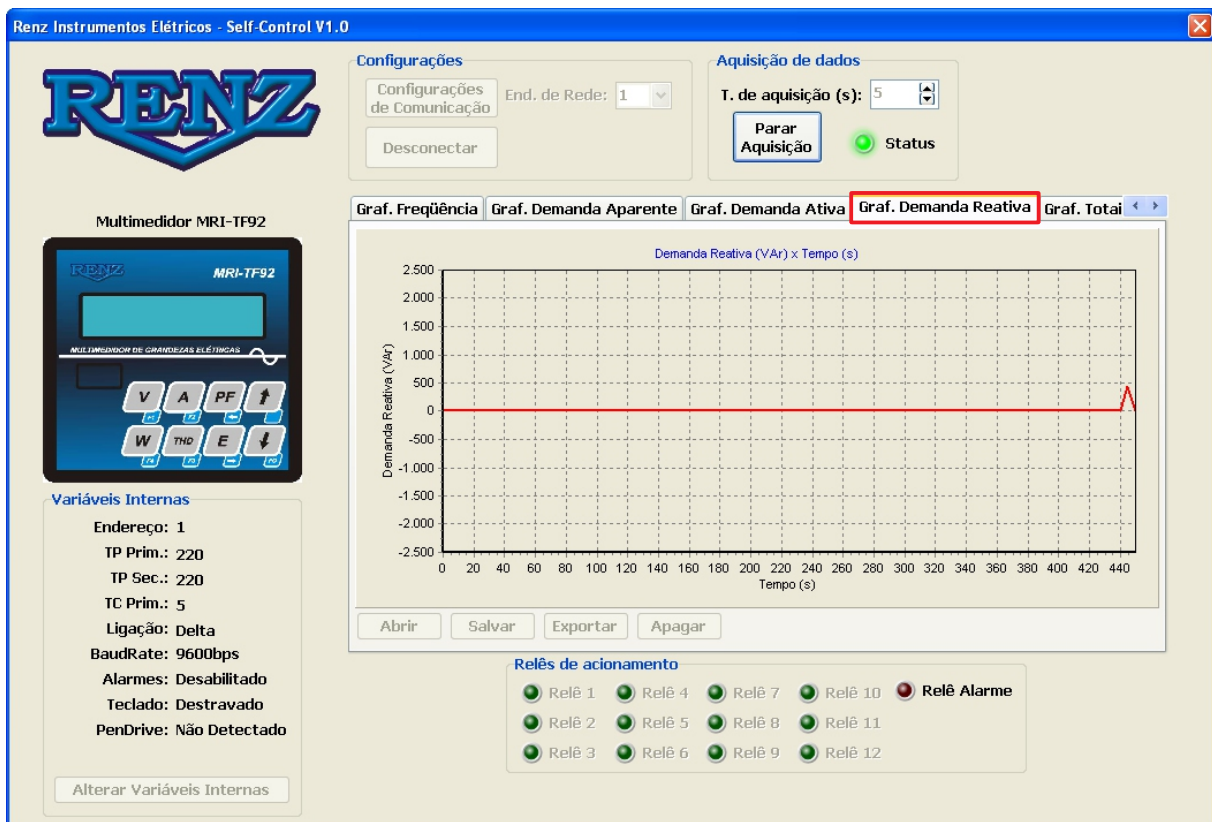 Renz Instrumentos Elétricos - Self-Control V1.0
RENZ
Configurações
Configurações de Comunicação
End. de Rede: 1
Desconectar
Aquisição de dados
T. de aquisição (s): 5
Parar Aquisição
Status
Multimedidor MRI-TF92
RENZ MRI-TF92
MULTIMEDIDOR DE GRANDEZAS ELÉTRICAS
V A PF
W THD E
Variáveis Internas
Endereço: 1
TP Prim.: 220
TP Sec.: 220
TC Prim.: 5
Ligação: Delta
BaudRate: 9600bps
Alarmes: Desabilitado
Teclado: Destravado
PenDrive: Não Detectado
Alterar Variáveis Internas
Graf. Freqüência Graf. Demanda Aparente Graf. Demanda Ativa Graf. Demanda Reativa Graf. Totai
Demanda Reativa (VAr) x Tempo (s)
Demanda Reativa (VAr)
2.500
2.000
1.500
1.000
500
0
-500
-1.000
-1.500
-2.000
-2.500
0 20 40 60 80 100 120 140 160 180 200 220 240 260 280 300 320 340 360 380 400 420 440
Tempo (s)
Abrir Salvar Exportar Apagar
Relês de acionamento
Relê 1 Relê 4 Relê 7 Relê 10 Relê Alarme
Relê 2 Relê 5 Relê 8 Relê 11
Relê 3 Relê 6 Relê 9 Relê 12